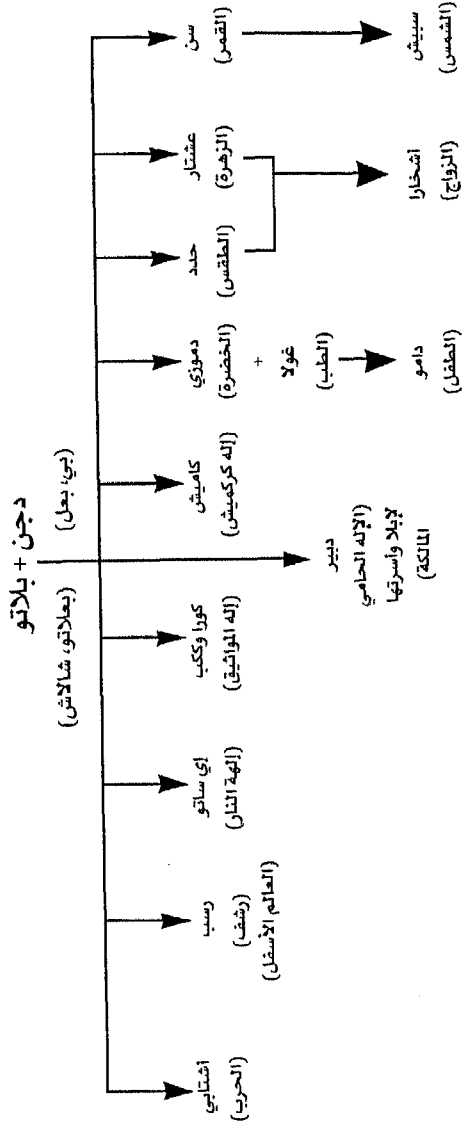 دجن + بلاتو
(بي، بعل)
(بعلاتو، شالاش)
سن
(القمر)
عشتار
(الزهرة)
حدد
(الطقس)
دموزي
(الخضرة)
+
غولا
(الطب)
كاميش
(إله كركميش)
كورا وككب
(إله المواثيق)
إي ساتو
(إلهة النار)
رسب
(رشف)
(العالم الأسفل)
أشتابي
(الحرب)
سبيش
(الشمس)
أشخارا
(الزواج)
دامو
(الطفل)
دبير
(الإله الحامي
لإبلا وأسرتها
المالكة)